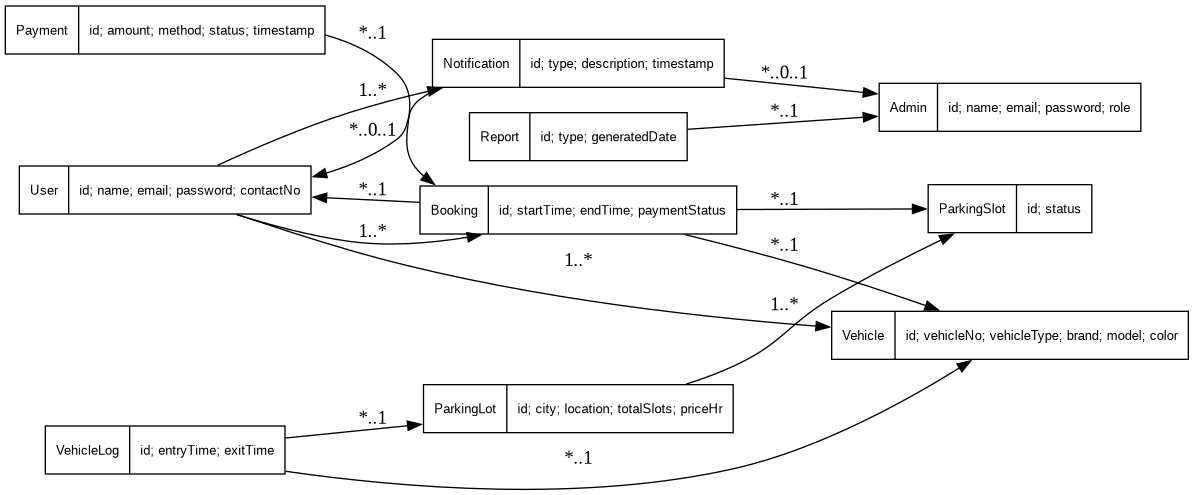 Payment id; amount; method; status; timestamp
*..1
Notification id; type; description; timestamp
*..0..1
1..*
Admin id; name; email; password; role
*..0..1
Report id; type; generatedDate
*..1
User id; name; email; password; contactNo
*..1
Booking id; startTime; endTime; paymentStatus
*..1
ParkingSlot id; status
1..*
*..1
1..*
1..*
Vehicle id; vehicleNo; vehicleType; brand; model; color
ParkingLot id; city; location; totalSlots; priceHr
*..1
VehicleLog id; entryTime; exitTime
*..1